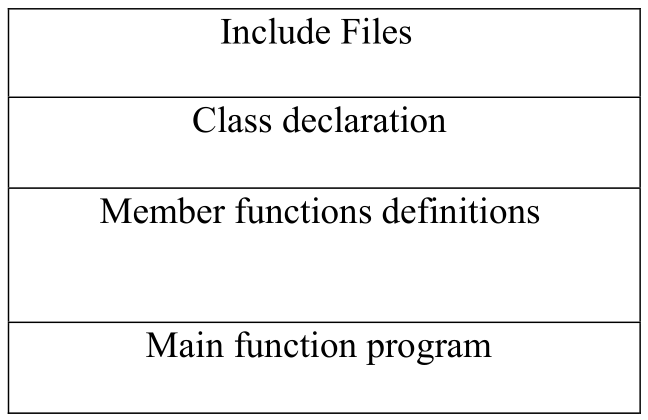 Include Files
Class declaration
Member functions definitions
Main function program